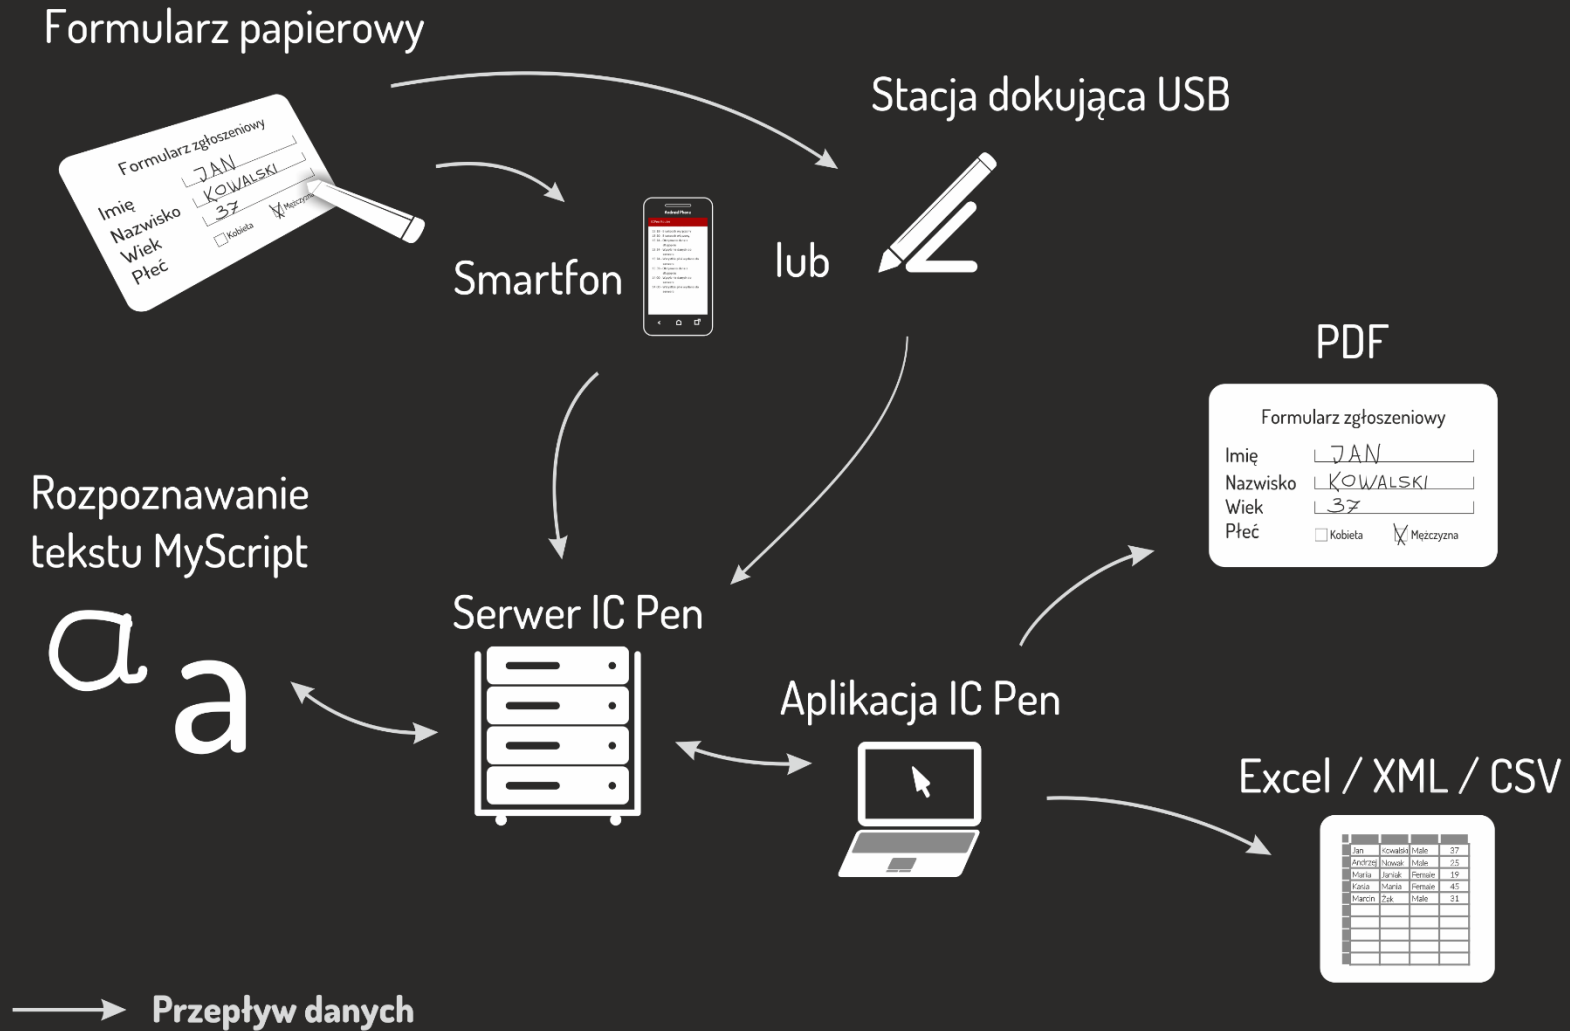 Formularz papierowy
Stacja dokująca USB
Formularz zgłoszeniowy
Imię JAN
Nazwisko KOWALSKI
Wiek 37
Płeć Kobieta Mężczyzna
Smartfon
Android Phone
lub
PDF
Formularz zgłoszeniowy
Imię JAN
Nazwisko KOWALSKI
Wiek 37
Płeć Kobieta Mężczyzna
Rozpoznawanie
tekstu MyScript
a a
Serwer IC Pen
Aplikacja IC Pen
Excel / XML / CSV
Jan Kowalski Male 37
Andrzej Nowak Male 25
Maria Janiak Female 19
Kasia Mania Female 45
Marcin Żak Male 31
Przepływ danych